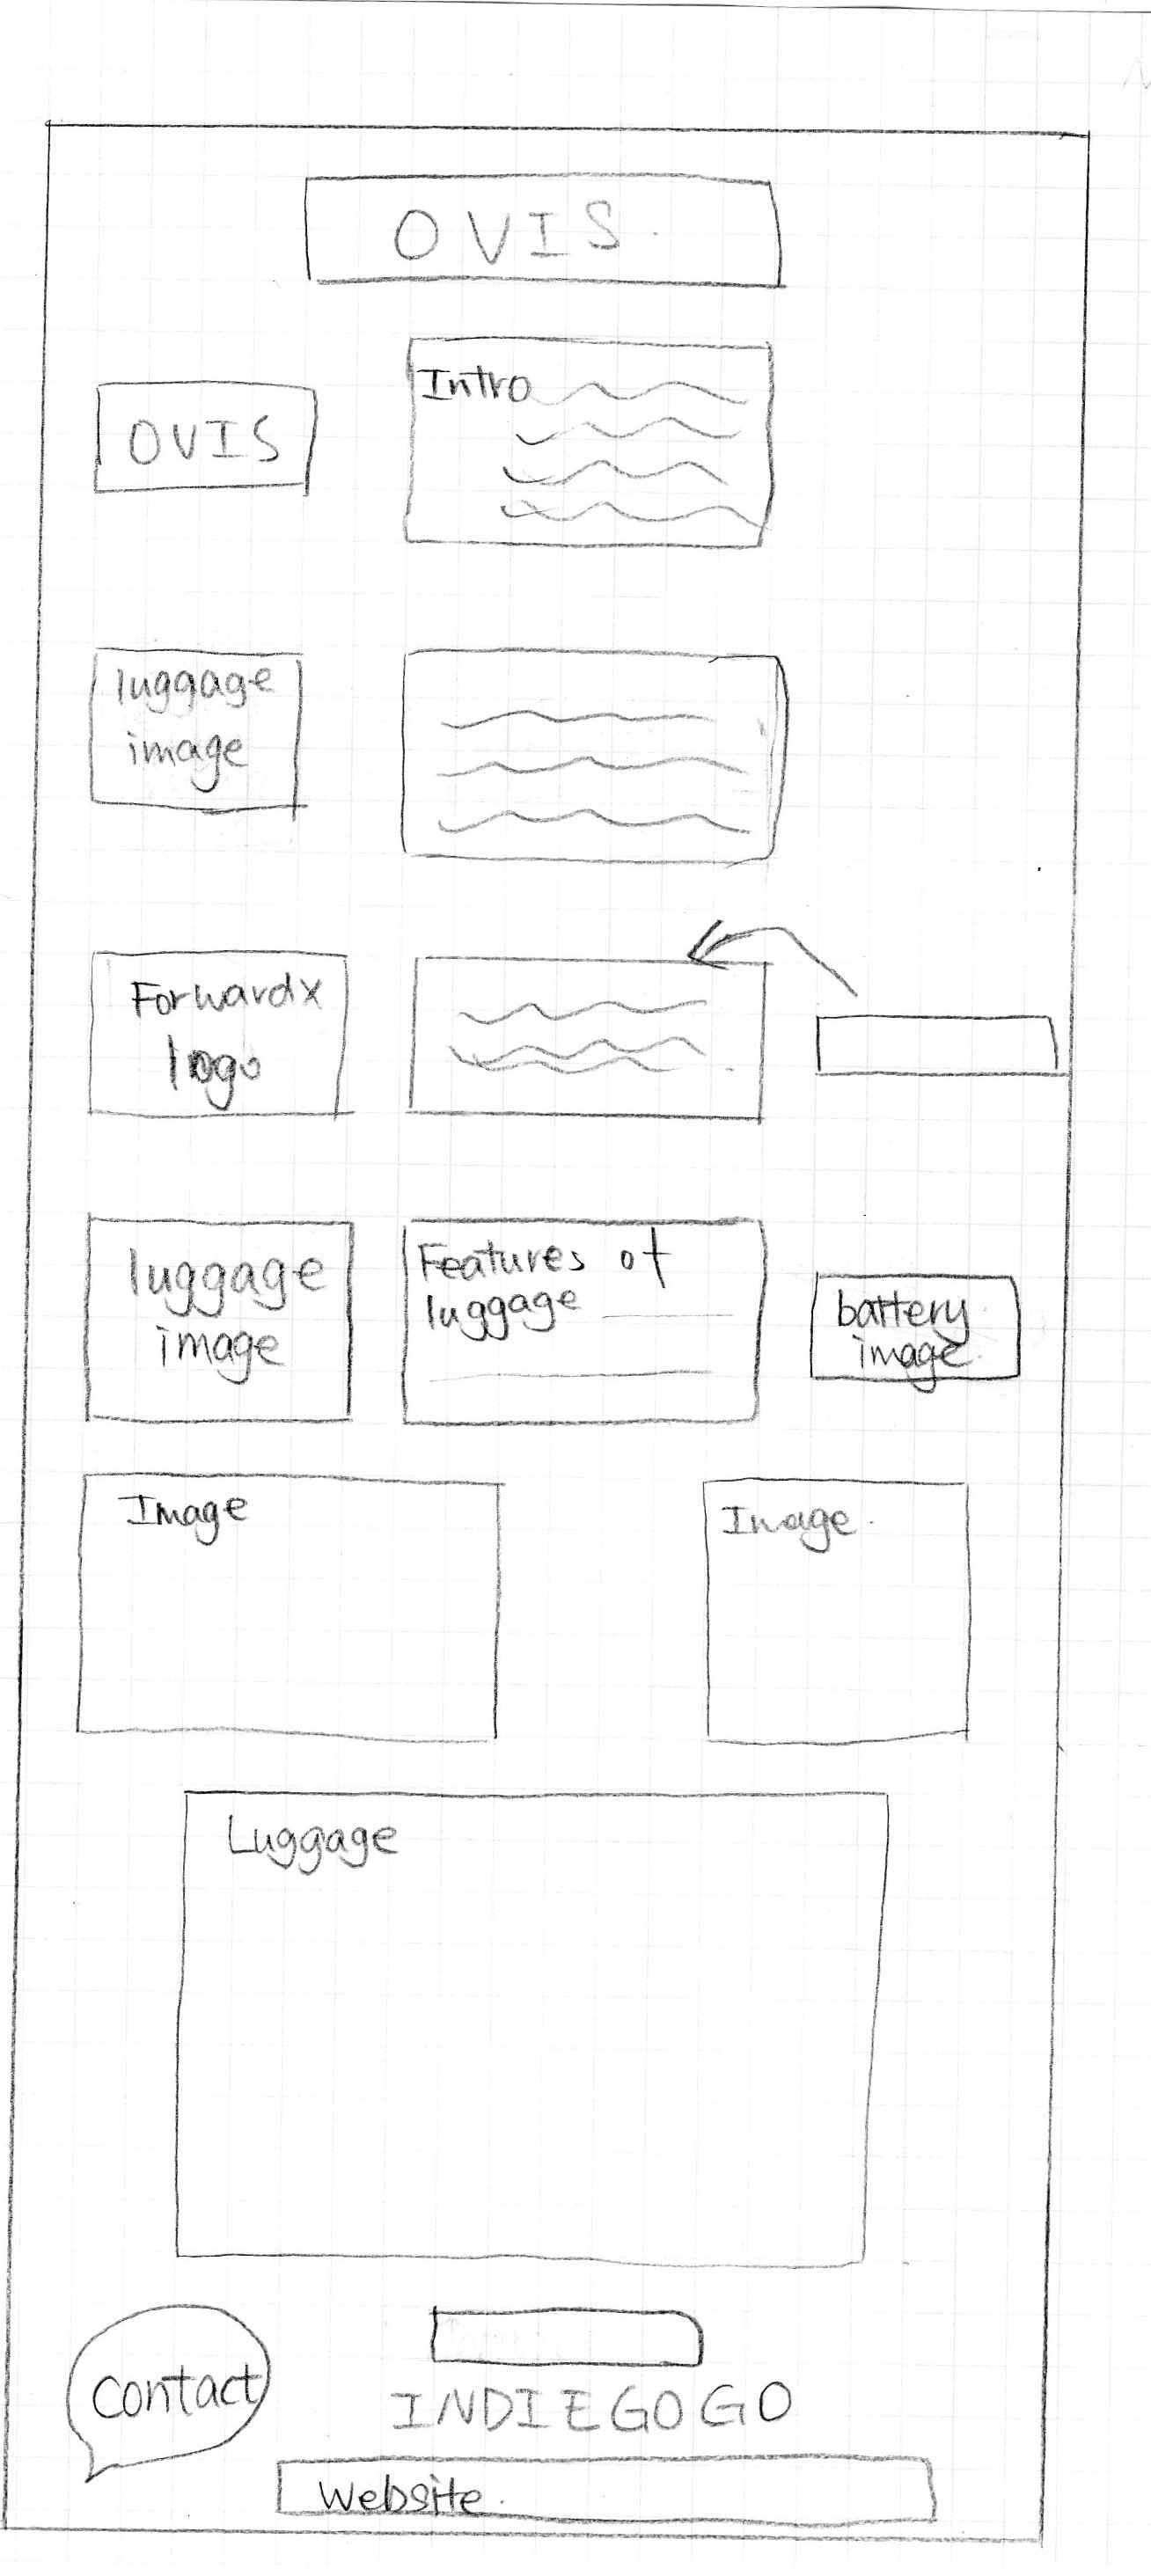 OVIS.
OVIS
Intro
luggage
image
Forwardx
logo
luggage
image
Features of
luggage
battery
image.
Image
Image.
Luggage
Contact
INDIEGOGO
Website.